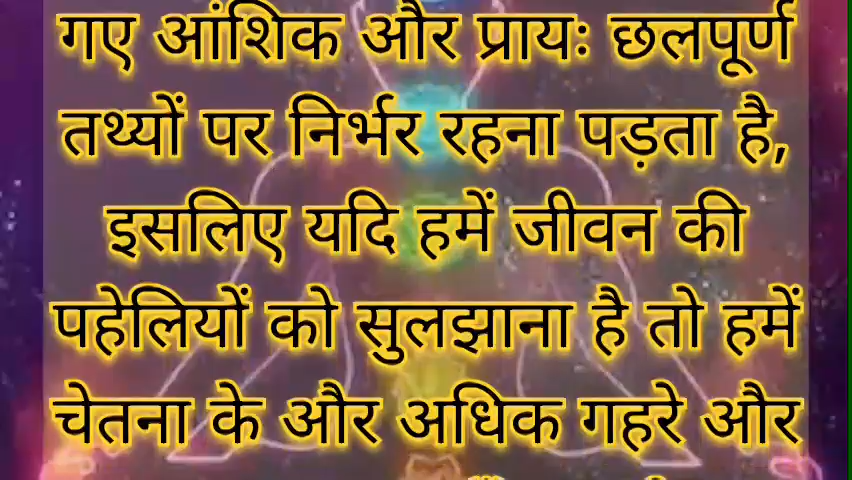 गए आंशिक और प्रायः छलपूर्ण
तथ्यों पर निर्भर रहना पड़ता है,
इसलिए यदि हमें जीवन की
पहेलियों को सुलझाना है तो हमें
चेतना के और अधिक गहरे और